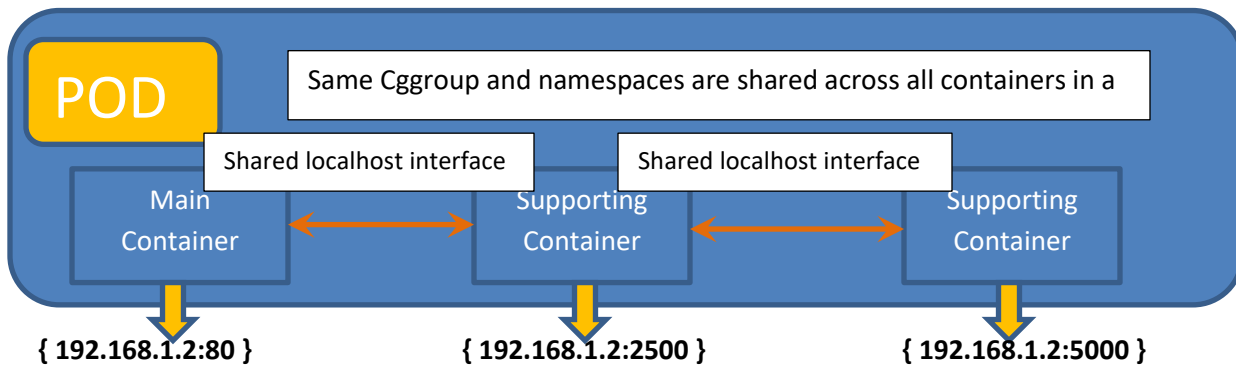 POD
Same Cggroup and namespaces are shared across all containers in a
Shared localhost interface
Shared localhost interface
Main
Container
Supporting
Container
Supporting
Container
{ 192.168.1.2:80 }
{ 192.168.1.2:2500 }
{ 192.168.1.2:5000 }